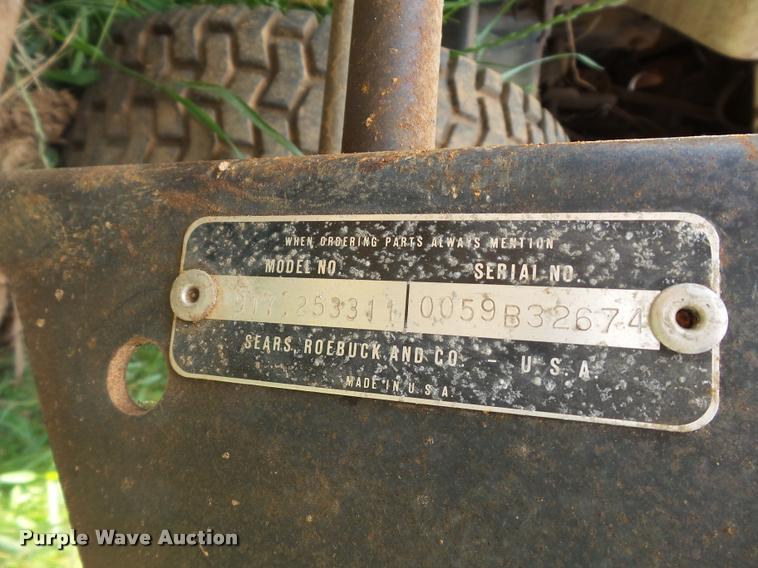 WHEN ORDERING PARTS ALWAYS MENTION
MODEL NO. SERIAL NO.
917.253311 0059B32674
SEARS, ROEBUCK AND CO. - U.S.A
MADE IN U.S.A.
Purple Wave Auction